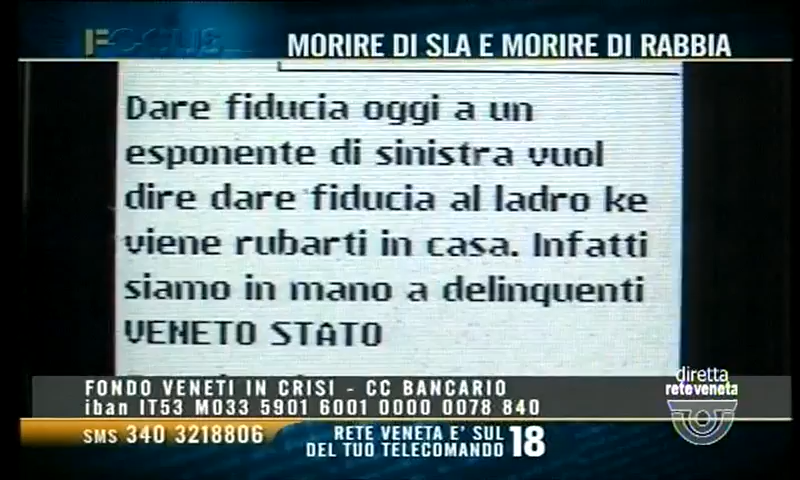 FOCUS
MORIRE DI SLA E MORIRE DI RABBIA
Dare fiducia oggi a un
esponente di sinistra vuol
dire dare fiducia al ladro ke
viene rubarti in casa. Infatti
siamo in mano a delinquenti
VENETO STATO
FONDO VENETI IN CRISI - CC BANCARIO
iban IT53 M033 5901 6001 0000 0078 840
diretta
reteveneta
SMS 340 3218806
RETE VENETA E' SUL 18
DEL TUO TELECOMANDO